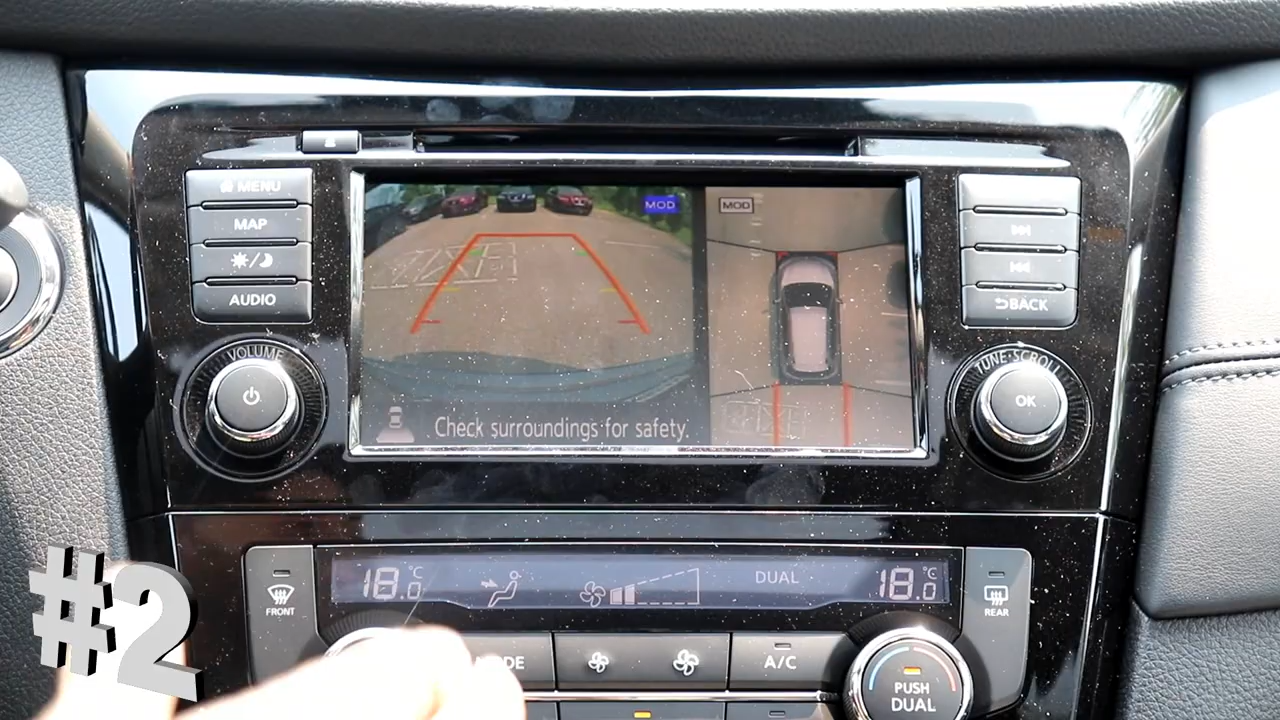 MENU
MAP
AUDIO
VOLUME
MOD
MOD
Check surroundings for safety.
BACK
TUNE·SCROLL
OK
18.0°C
DUAL
18.0°C
FRONT
REAR
#2
MODE
A/C
PUSH
DUAL